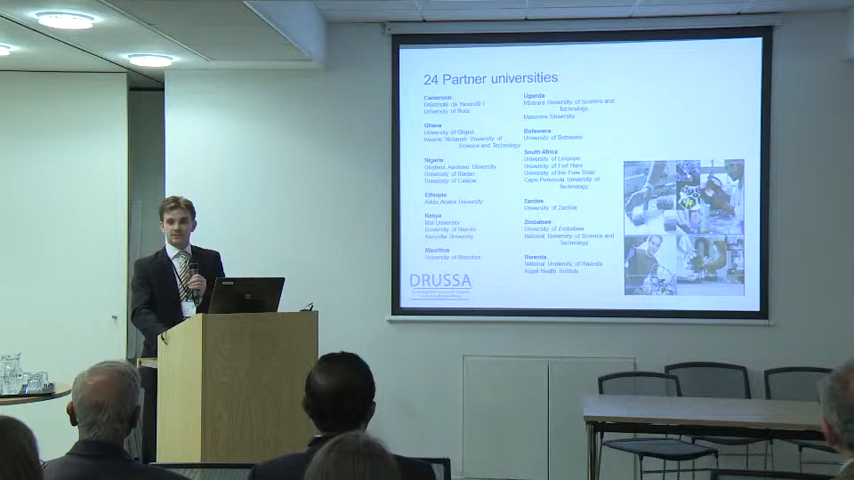 24 Partner universities
Cameroon
Université de Yaoundé I
University of Buea
Ghana
University of Ghana
Kwame Nkrumah University of
Science and Technology
Nigeria
Obafemi Awolowo University
University of Ibadan
University of Calabar
Ethiopia
Addis Ababa University
Kenya
Moi University
University of Nairobi
Kenyatta University
Mauritius
University of Mauritius
Uganda
Mbarara University of Science and
Technology
Makerere University
Botswana
University of Botswana
South Africa
University of Limpopo
University of Fort Hare
University of the Free State
Cape Peninsula University of
Technology
Zambia
University of Zambia
Zimbabwe
University of Zimbabwe
National University of Science and
Technology
Rwanda
National University of Rwanda
Kigali Health Institute
DRUSSA